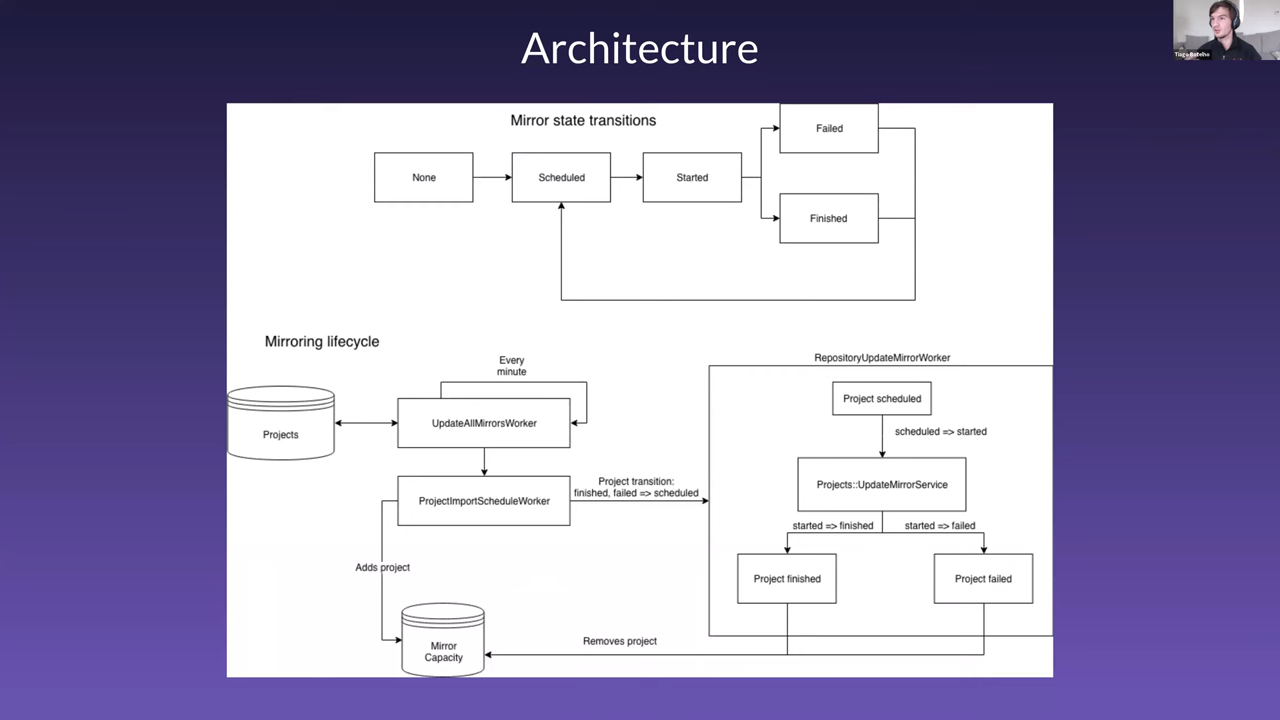 Architecture
Tiago Botelho
Mirror state transitions
None
Scheduled
Started
Failed
Finished
Mirroring lifecycle
Every
minute
Projects
UpdateAllMirrorsWorker
ProjectImportScheduleWorker
Project transition:
finished, failed => scheduled
Adds project
Mirror
Capacity
RepositoryUpdateMirrorWorker
Project scheduled
scheduled => started
Projects::UpdateMirrorService
started => finished
started => failed
Project finished
Project failed
Removes project